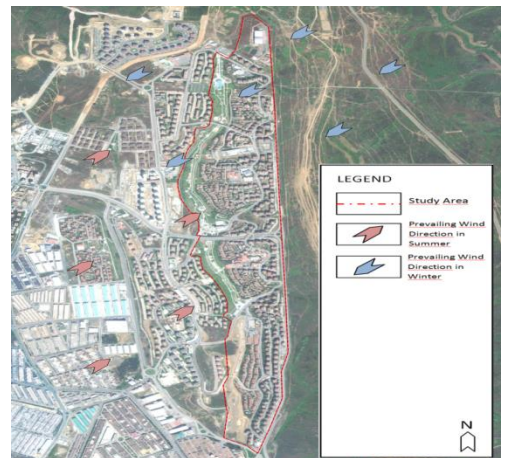 LEGEND
Study Area
Prevailing Wind
Direction in
Summer
Prevailing Wind
Direction in
Winter
N